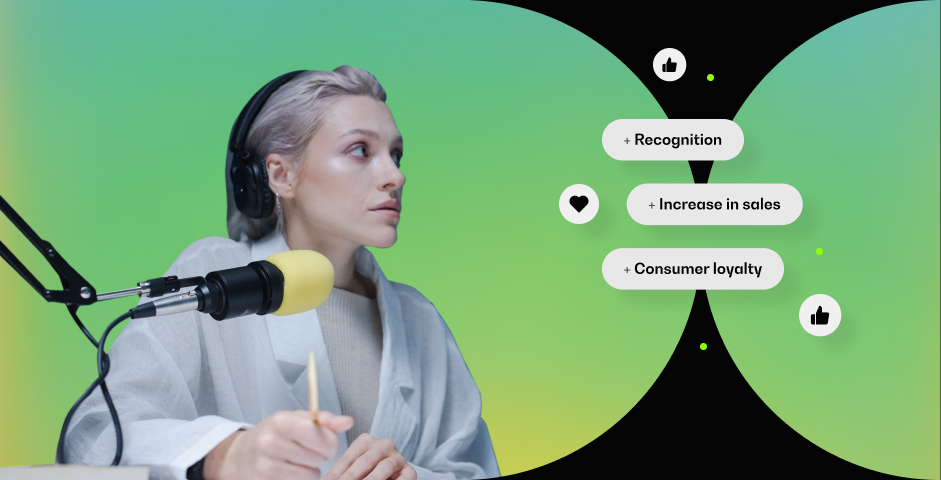 + Recognition
+ Increase in sales
+ Consumer loyalty